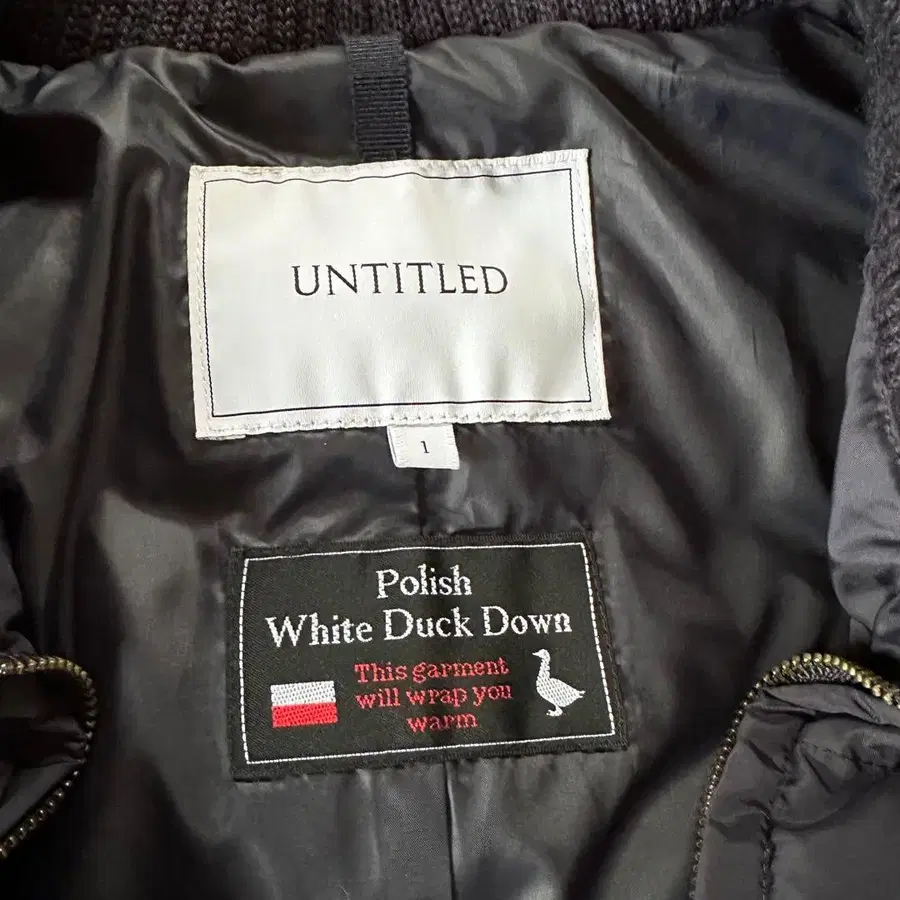 UNTITLED
1
Polish
White Duck Down
This garment
will wrap you
warm